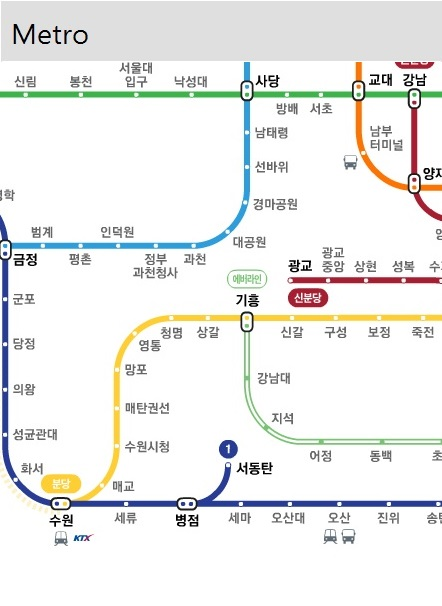 Metro
신림
봉천
서울대
입구
낙성대
사당
방배
서초
교대
강남
남태령
남부
터미널
선바위
경마공원
대공원
범계
평촌
인덕원
정부
과천청사
과천
금정
군포
당정
의왕
성균관대
화서
광교
광교
중앙
상현
성복
신분당
에버라인
기흥
청명
상갈
신갈
구성
보정
죽전
영통
망포
매탄권선
수원시청
매교
강남대
지석
어정
동백
분당
1
서동탄
수원
세류
병점
세마
오산대
오산
진위
KTX